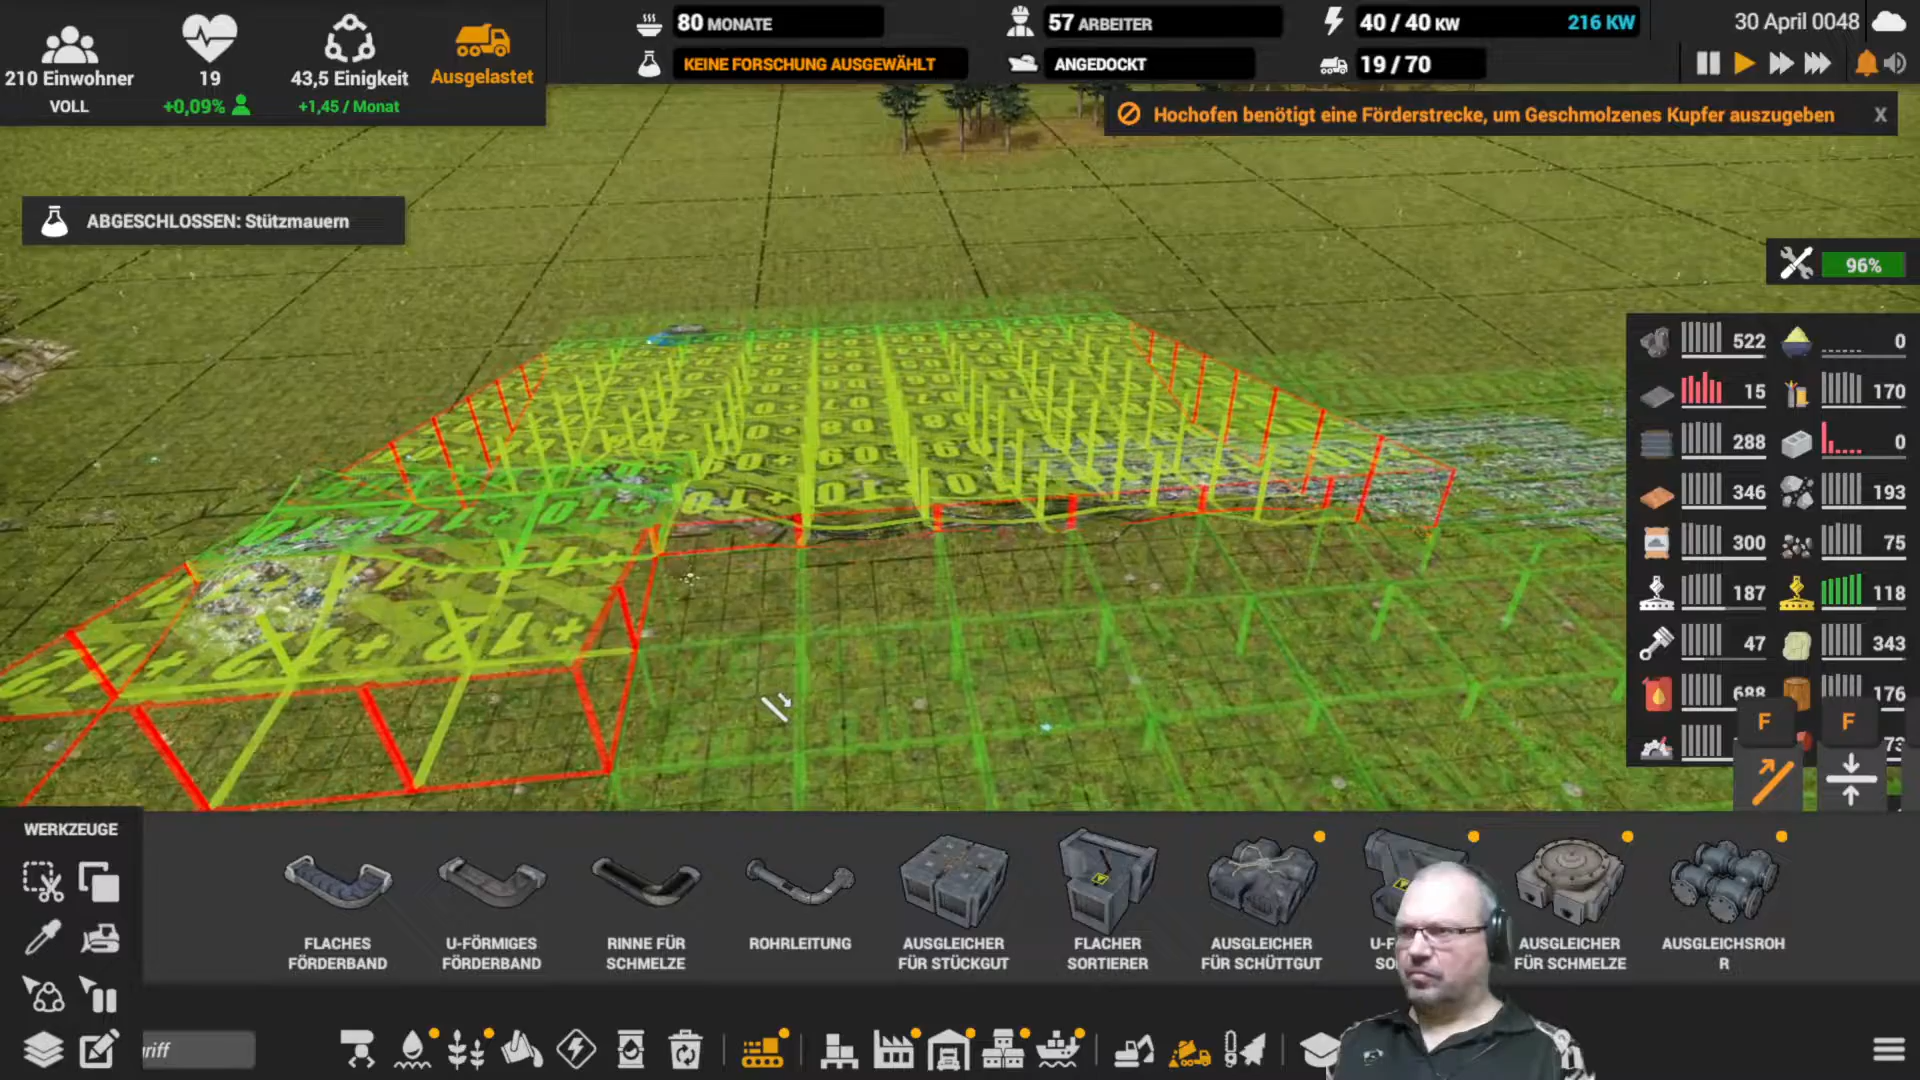 210 Einwohner
VOLL
19
+0,09%
43,5 Einigkeit
+1,45 / Monat
Ausgelastet
80 MONATE
KEINE FORSCHUNG AUSGEWÄHLT
57 ARBEITER
ANGEDOCKT
40 / 40 KW
216 KW
19 / 70
30 April 0048
Hochofen benötigt eine Förderstrecke, um Geschmolzenes Kupfer auszugeben
X
ABGESCHLOSSEN: Stützmauern
96%
522
0
15
170
288
0
346
193
300
75
187
118
47
343
688
176
73
F
F
WERKZEUGE
FLACHES FÖRDERBAND
U-FÖRMIGES FÖRDERBAND
RINNE FÜR SCHMELZE
ROHRLEITUNG
AUSGLEICHER FÜR STÜCKGUT
FLACHER SORTIERER
AUSGLEICHER FÜR SCHÜTTGUT
AUSGLEICHER FÜR SCHMELZE
AUSGLEICHSROHR
riff